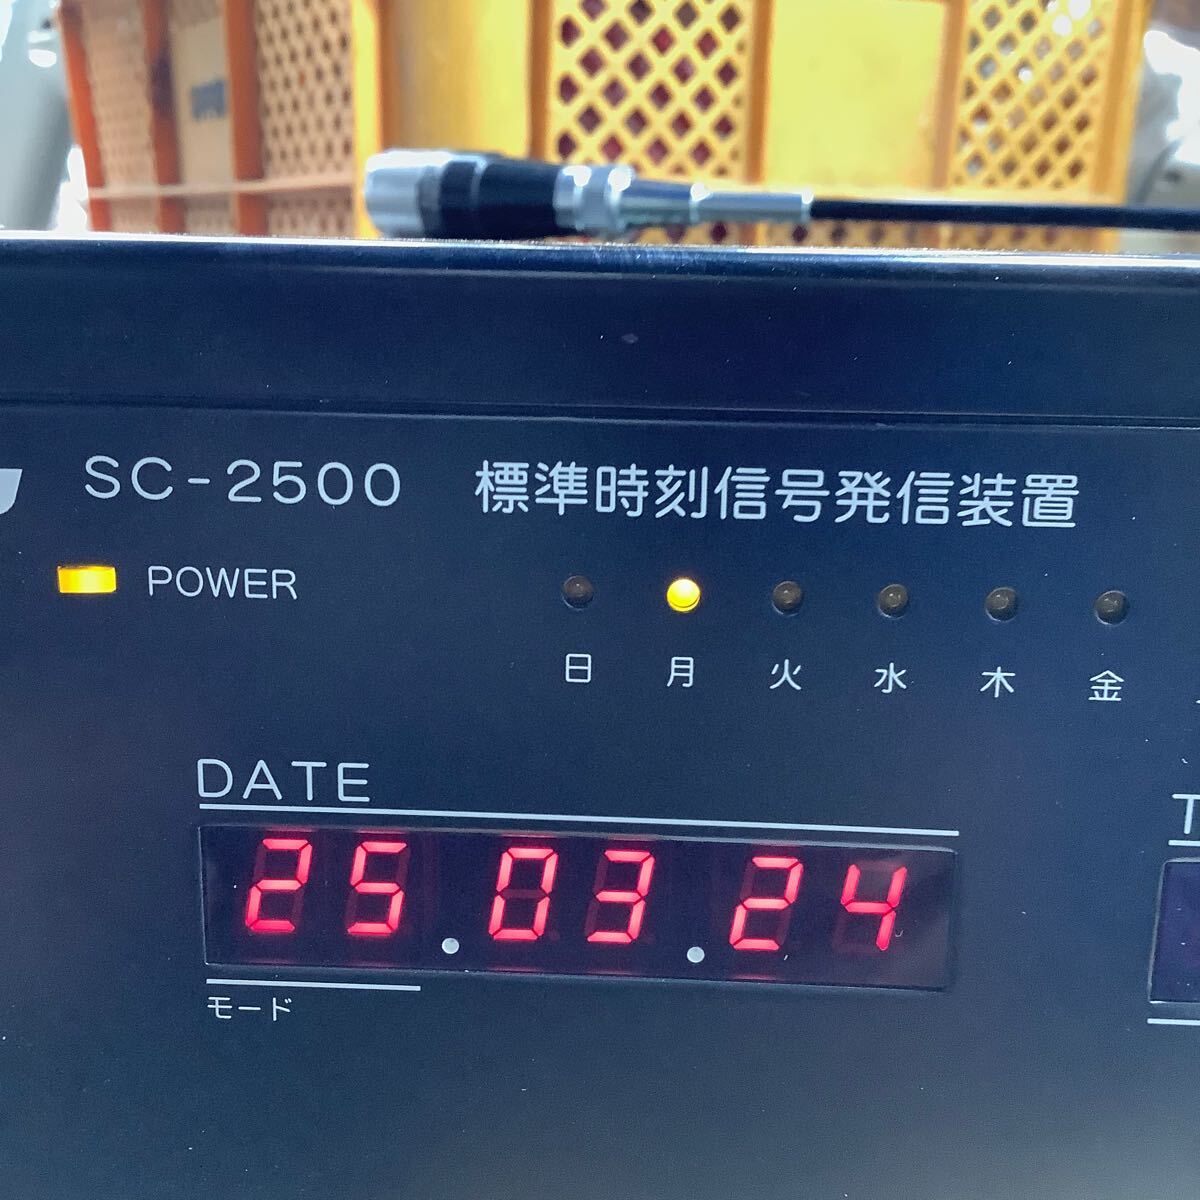 SC-2500 標準時刻信号発信装置
POWER
日 月 火 水 木 金
DATE
25.03.24
モード
T